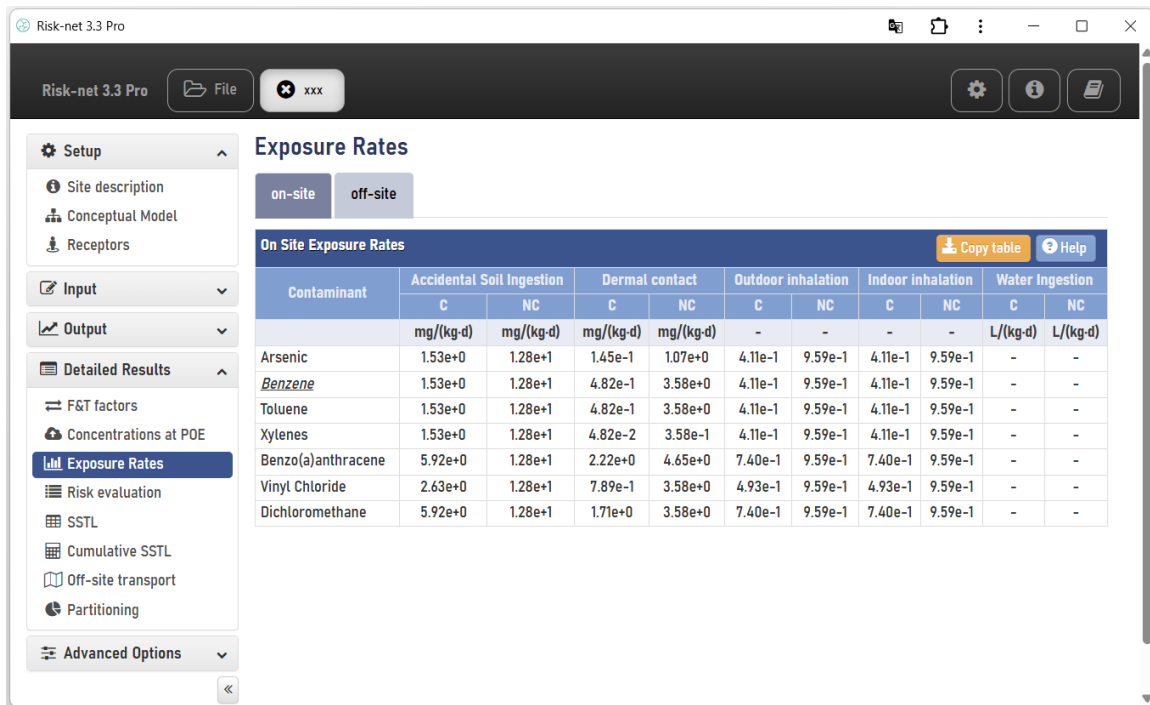 Risk-net 3.3 Pro
Risk-net 3.3 Pro File xxx
Setup
Site description
Conceptual Model
Receptors
Input
Output
Detailed Results
F&T factors
Concentrations at POE
Exposure Rates
Risk evaluation
SSTL
Cumulative SSTL
Off-site transport
Partitioning
Advanced Options
Exposure Rates
on-site off-site
On Site Exposure Rates Copy table Help
Contaminant Accidental Soil Ingestion Dermal contact Outdoor inhalation Indoor inhalation Water Ingestion
C NC C NC C NC C NC C NC
mg/(kg·d) mg/(kg·d) mg/(kg·d) mg/(kg·d) - - - - L/(kg·d) L/(kg·d)
Arsenic 1.53e+0 1.28e+1 1.45e-1 1.07e+0 4.11e-1 9.59e-1 4.11e-1 9.59e-1 - -
Benzene 1.53e+0 1.28e+1 4.82e-1 3.58e+0 4.11e-1 9.59e-1 4.11e-1 9.59e-1 - -
Toluene 1.53e+0 1.28e+1 4.82e-1 3.58e+0 4.11e-1 9.59e-1 4.11e-1 9.59e-1 - -
Xylenes 1.53e+0 1.28e+1 4.82e-2 3.58e-1 4.11e-1 9.59e-1 4.11e-1 9.59e-1 - -
Benzo(a)anthracene 5.92e+0 1.28e+1 2.22e+0 4.65e+0 7.40e-1 9.59e-1 7.40e-1 9.59e-1 - -
Vinyl Chloride 2.63e+0 1.28e+1 7.89e-1 3.58e+0 4.93e-1 9.59e-1 4.93e-1 9.59e-1 - -
Dichloromethane 5.92e+0 1.28e+1 1.71e+0 3.58e+0 7.40e-1 9.59e-1 7.40e-1 9.59e-1 - -